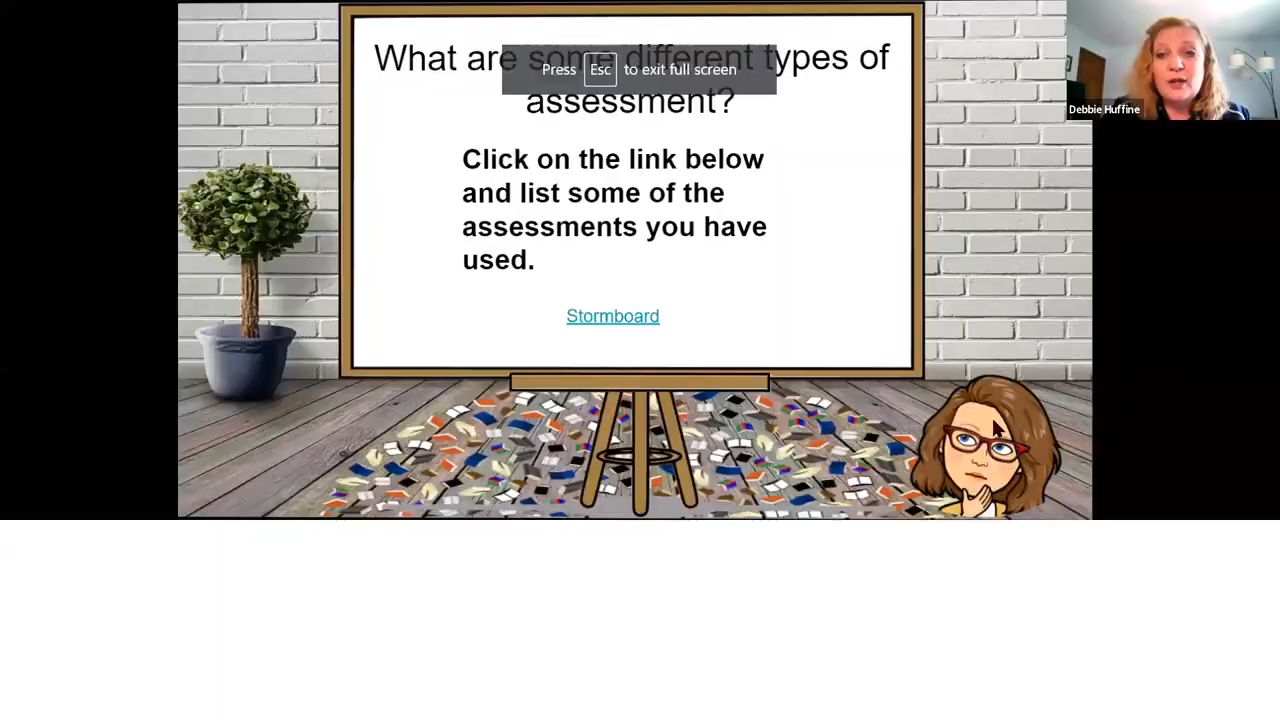 What are some different types of
assessment?
Press Esc to exit full screen
Debbie Huffine
Click on the link below
and list some of the
assessments you have
used.
Stormboard